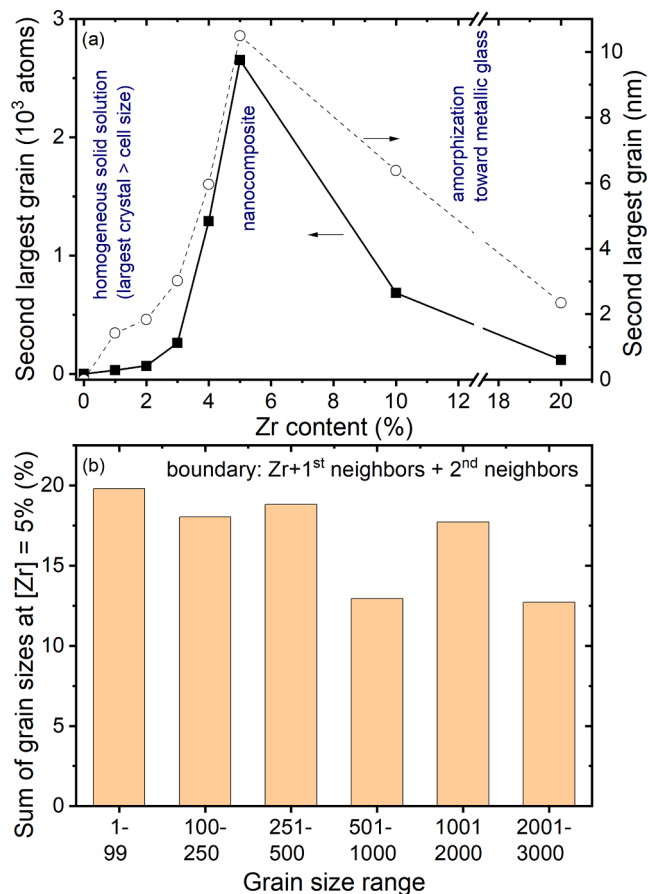 (a)
3
2
1
0
Second largest grain (10³ atoms)
homogeneous solid solution
(largest crystal > cell size)
nanocomposite
amorphization
toward metallic glass
10
8
6
4
2
0
Second largest grain (nm)
0 2 4 6 8 10 12 18 20
Zr content (%)
(b)
boundary: Zr+1st neighbors + 2nd neighbors
20
15
10
5
0
Sum of grain sizes at [Zr] = 5% (%)
1- 100- 251- 501- 1001 2001-
99 250 500 1000 2000 3000
Grain size range